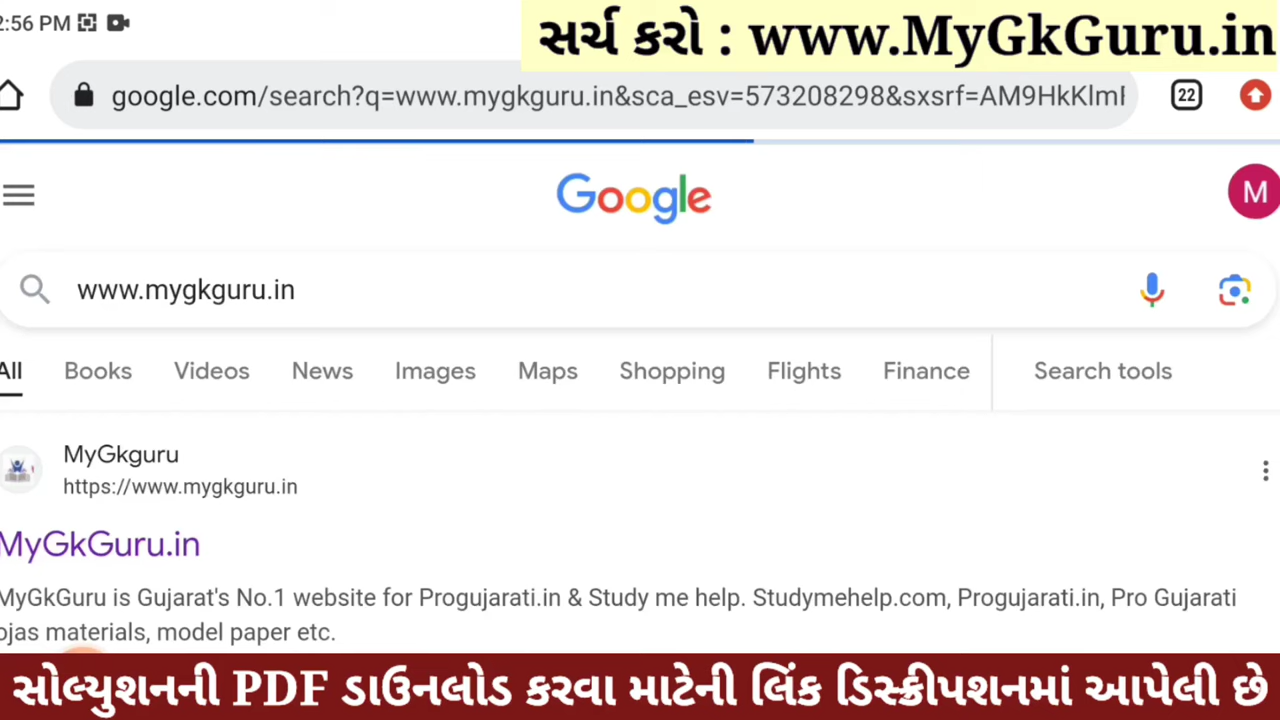 2:56 PM
સર્ચ કરો : www.MyGkGuru.in
google.com/search?q=www.mygkguru.in&sca_esv=573208298&sxsrf=AM9HkKlm
22
Google
M
www.mygkguru.in
All Books Videos News Images Maps Shopping Flights Finance Search tools
MyGkguru
https://www.mygkguru.in
MyGkGuru.in
MyGkGuru is Gujarat's No.1 website for Progujarati.in & Study me help. Studymehelp.com, Progujarati.in, Pro Gujarati
ojas materials, model paper etc.
સોલ્યુશનની PDF ડાઉનલોડ કરવા માટેની લિંક ડિસ્ક્રીપશનમાં આપેલી છે